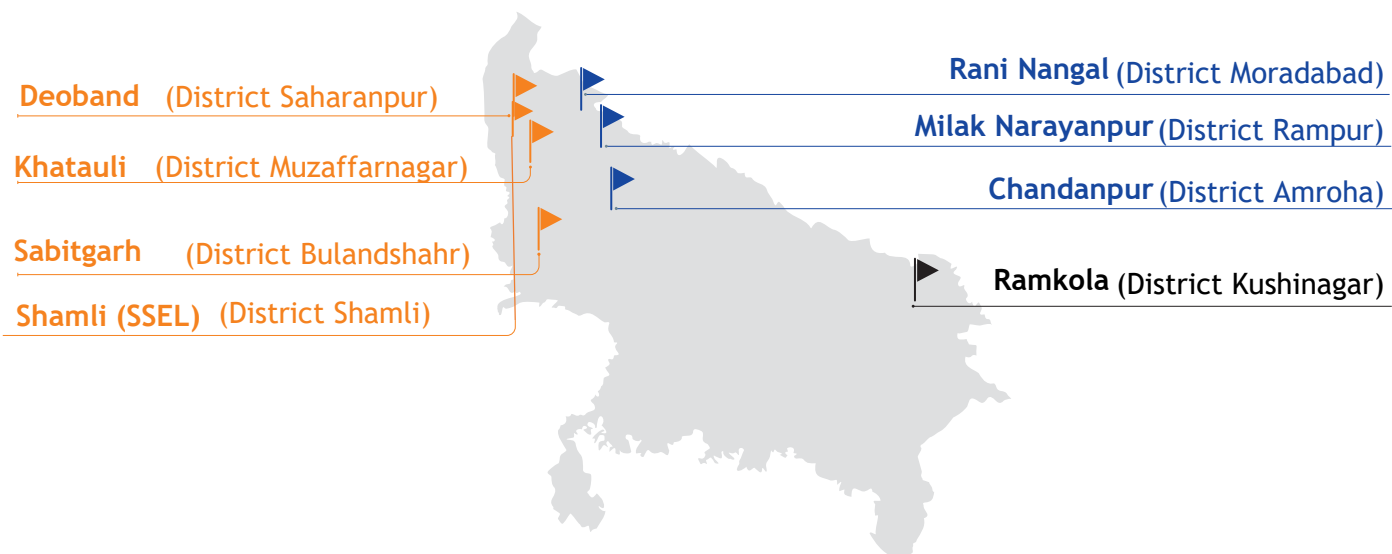 Deoband (District Saharanpur)
Khatauli (District Muzaffarnagar)
Sabitgarh (District Bulandshahr)
Shamli (SSEL) (District Shamli)
Rani Nangal (District Moradabad)
Milak Narayanpur (District Rampur)
Chandanpur (District Amroha)
Ramkola (District Kushinagar)